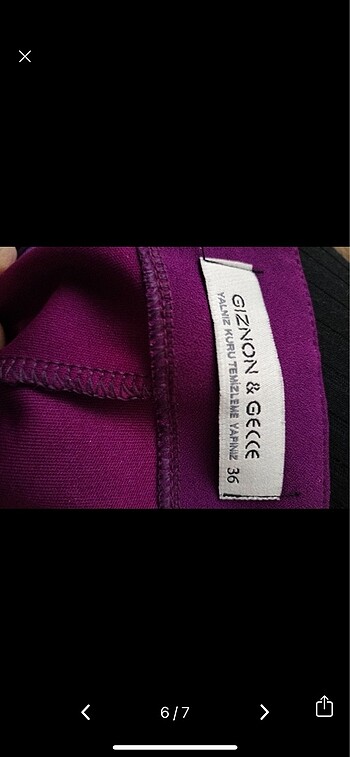 GIZNON & GECCE
YALNIZ KURU TEMİZLEME YAPINIZ
36
6/7